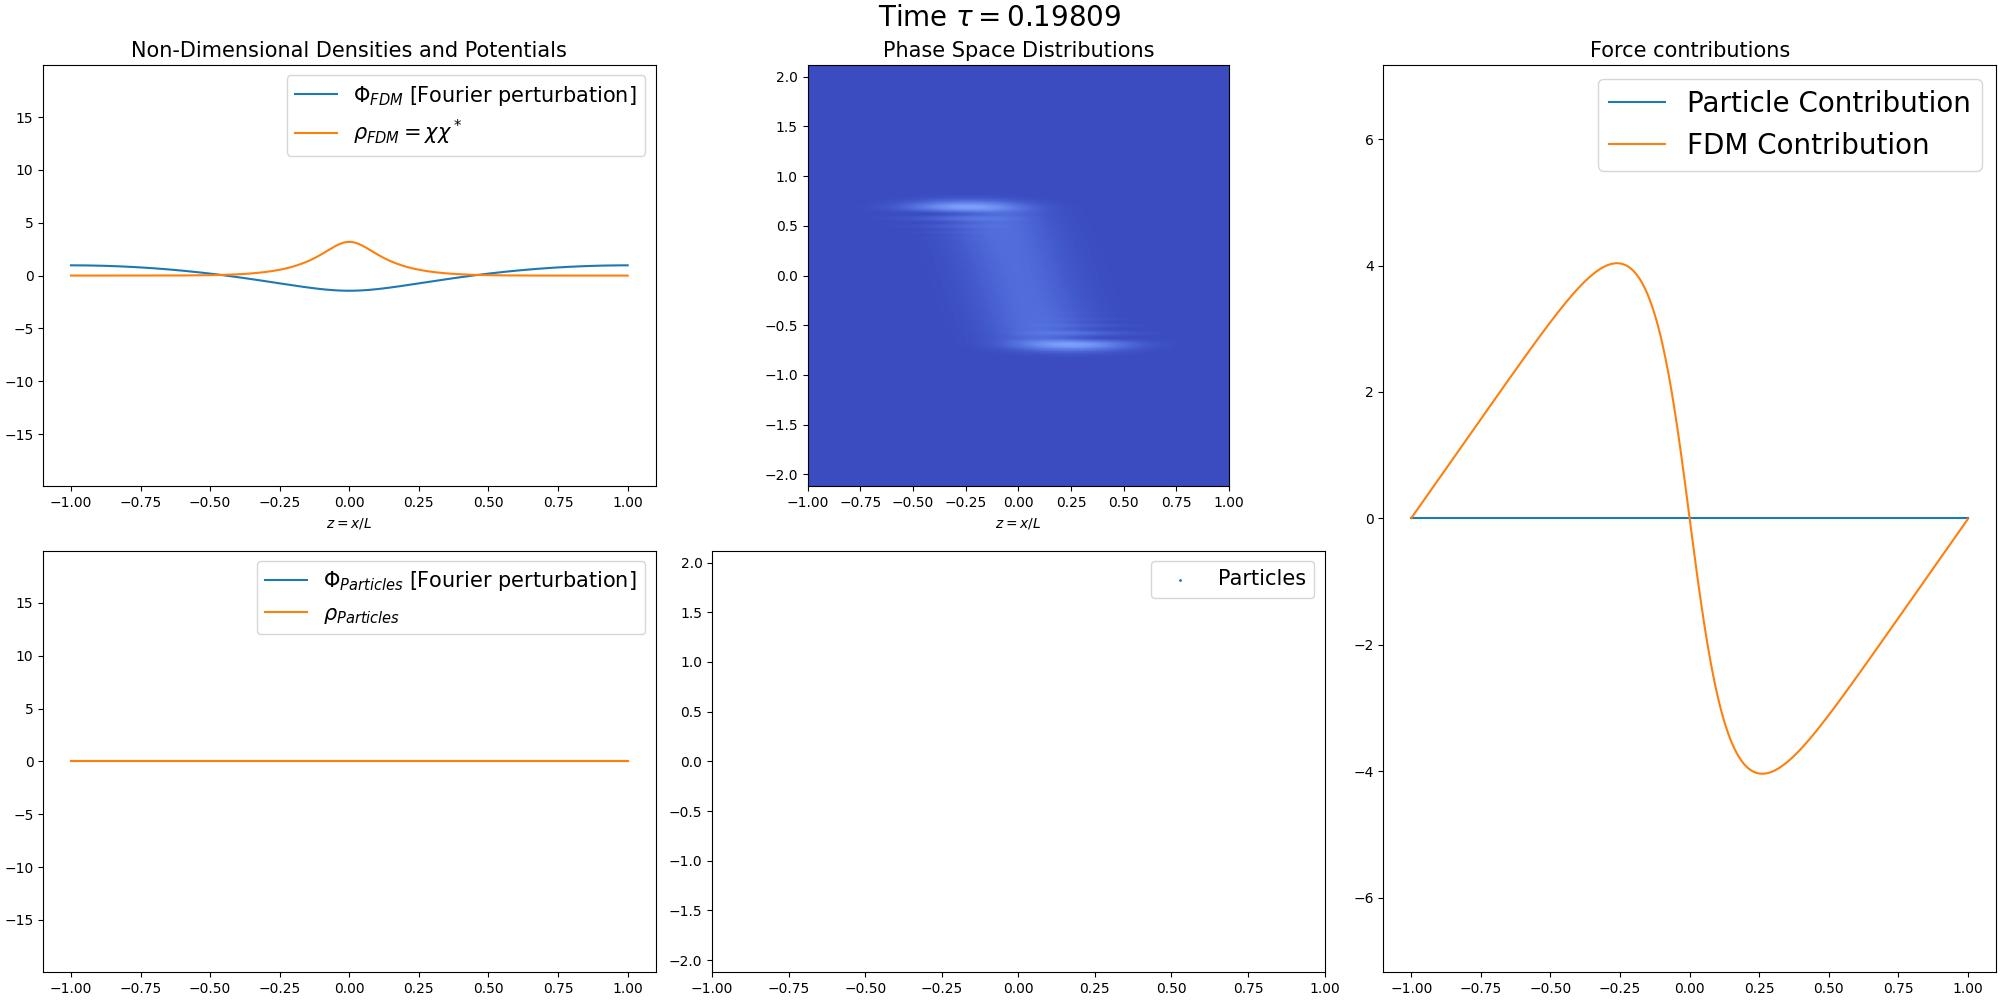 Time τ = 0.19809
Non-Dimensional Densities and Potentials
Φ_FDM [Fourier perturbation]
ρ_FDM = χχ*
15
10
5
0
−5
−10
−15
−1.00 −0.75 −0.50 −0.25 0.00 0.25 0.50 0.75 1.00
z = x/L
Phase Space Distributions
2.0
1.5
1.0
0.5
0.0
−0.5
−1.0
−1.5
−2.0
−1.00 −0.75 −0.50 −0.25 0.00 0.25 0.50 0.75 1.00
z = x/L
Force contributions
Particle Contribution
FDM Contribution
6
4
2
0
−2
−4
−6
−1.00 −0.75 −0.50 −0.25 0.00 0.25 0.50 0.75 1.00
Φ_Particles [Fourier perturbation]
ρ_Particles
15
10
5
0
−5
−10
−15
−1.00 −0.75 −0.50 −0.25 0.00 0.25 0.50 0.75 1.00
Particles
2.0
1.5
1.0
0.5
0.0
−0.5
−1.0
−1.5
−2.0
−1.00 −0.75 −0.50 −0.25 0.00 0.25 0.50 0.75 1.00